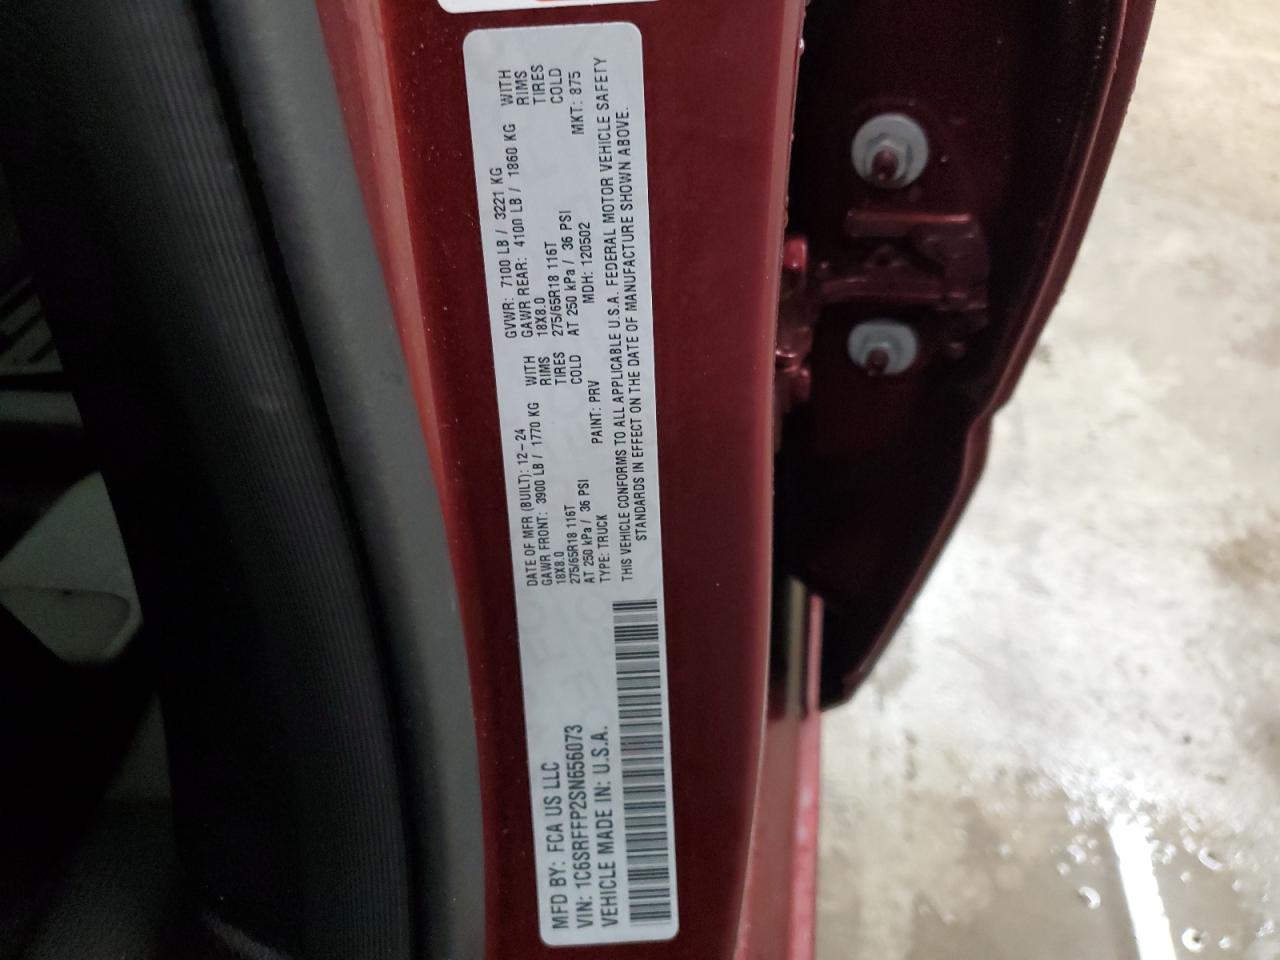 MFD BY: FCA US LLC
VIN: 1C6SRFFP2SN656073
VEHICLE MADE IN: U.S.A.
DATE OF MFR (BUILT): 12-24
GAWR FRONT: 3900 LB / 1770 KG WITH
18X8.0 RIMS
275/65R18 116T TIRES
AT 250 kPa / 36 PSI COLD
TYPE: TRUCK PAINT: PRV MDH: 120502 MKT: 875
GVWR: 7100 LB / 3221 KG
GAWR REAR: 4100 LB / 1860 KG WITH
18X8.0 RIMS
275/65R18 116T TIRES
AT 250 kPa / 36 PSI COLD
THIS VEHICLE CONFORMS TO ALL APPLICABLE U.S.A. FEDERAL MOTOR VEHICLE SAFETY
STANDARDS IN EFFECT ON THE DATE OF MANUFACTURE SHOWN ABOVE.